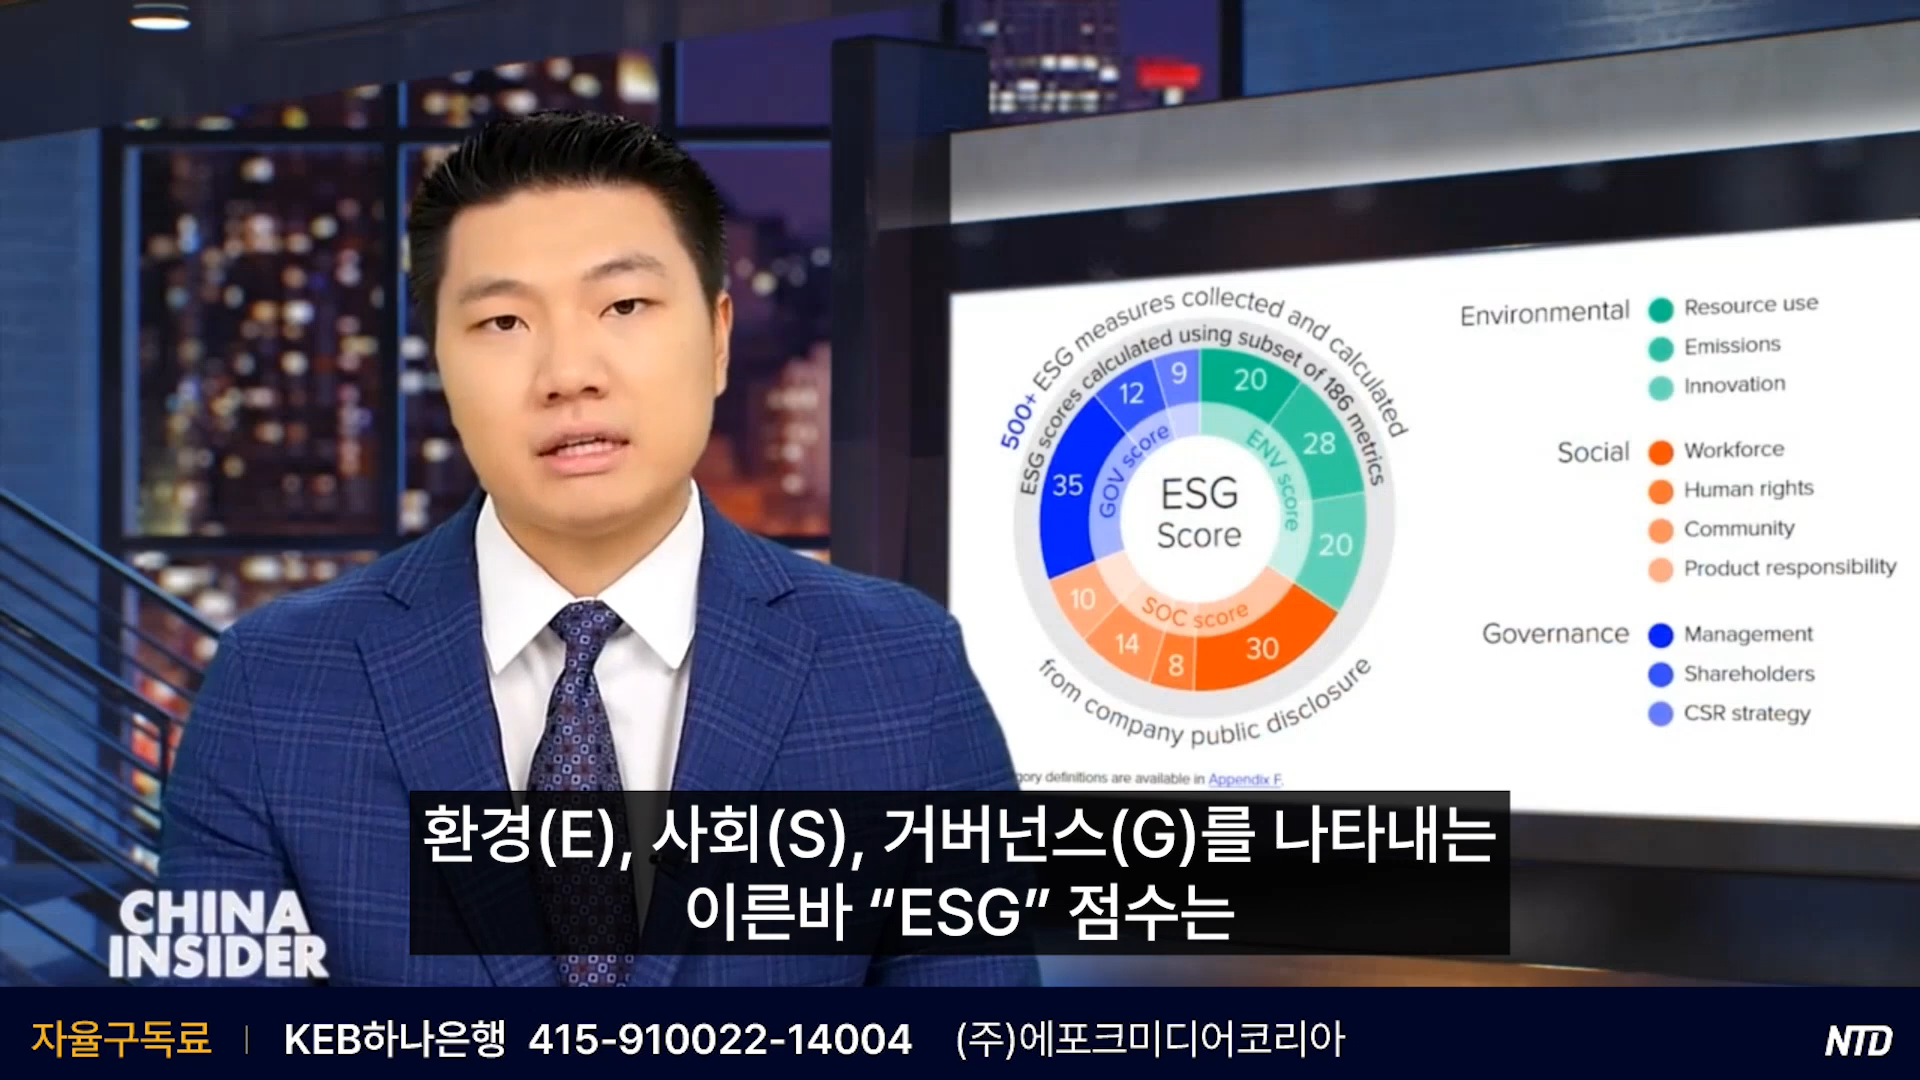 500+ ESG measures collected and calculated
ESG scores calculated using subset of 186 metrics
from company public disclosure
ESG
Score
ENV score
SOC score
GOV score
20
28
20
30
8
14
10
35
12
9
Environmental
Resource use
Emissions
Innovation
Social
Workforce
Human rights
Community
Product responsibility
Governance
Management
Shareholders
CSR strategy
definitions are available in Appendix F.
환경(E), 사회(S), 거버넌스(G)를 나타내는
이른바 “ESG” 점수는
CHINA
INSIDER
자율구독료 | KEB하나은행 415-910022-14004 (주)에포크미디어코리아
NTD